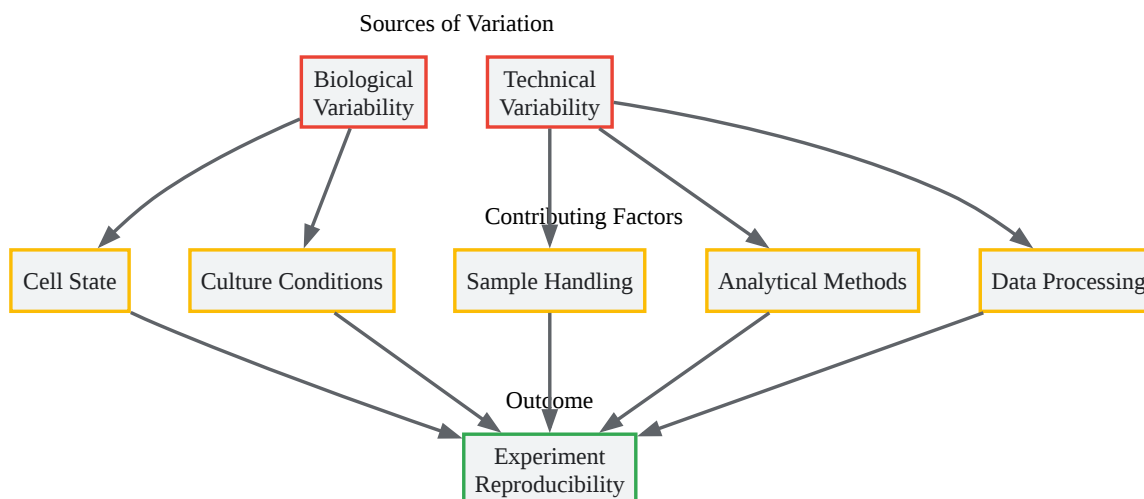 Sources of Variation
Biological
Variability
Technical
Variability
Contributing Factors
Cell State
Culture Conditions
Sample Handling
Analytical Methods
Data Processing
Outcome
Experiment
Reproducibility